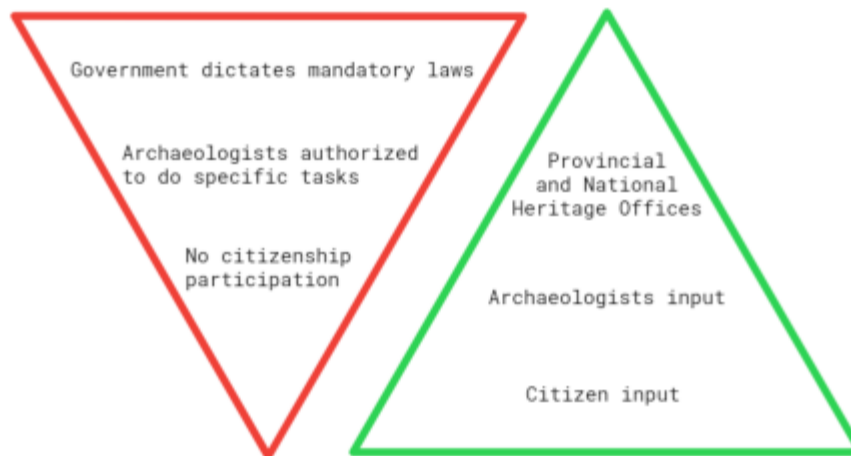 Government dictates mandatory laws
Archaeologists authorized
to do specific tasks
No citizenship
participation
Provincial
and National
Heritage Offices
Archaeologists input
Citizen input